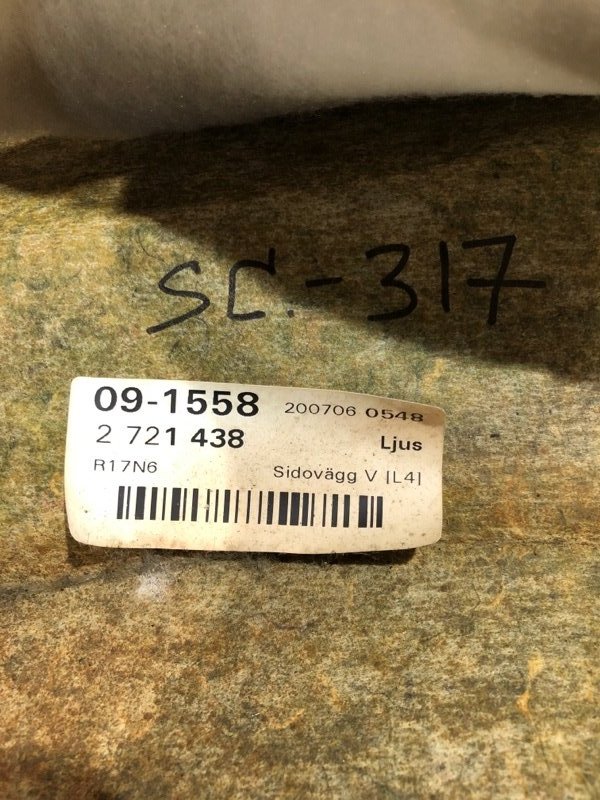 SC.-317
09-1558 200706 0548
2 721 438 Ljus
R17N6 Sidovägg V [L4]